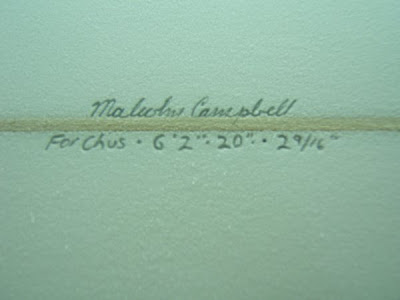 Malcolm Campbell
For Chus · 6'2" · 20" · 2 9/16"